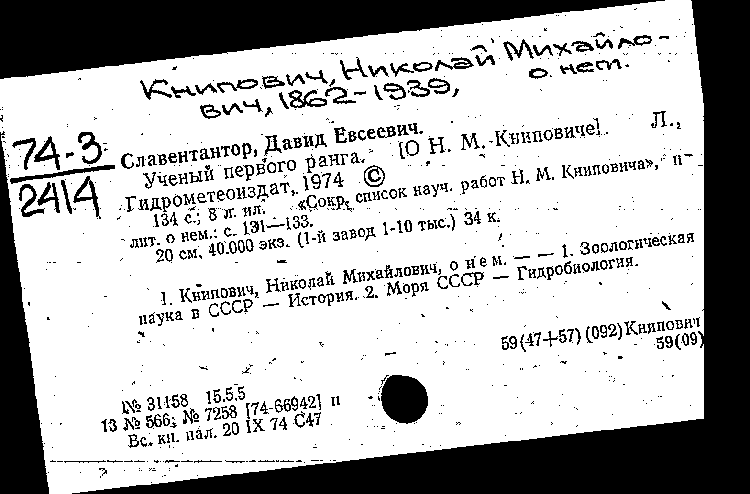 Книпович, Николай Михайло-
вич, 1862-1939, о нем.
74-3
2414
Славентантор, Давид Евсеевич.
Ученый первого ранга. [О Н. М. Книповиче]. Л.,
Гидрометеоиздат, 1974 ©
134 с.; 8 л. ил. «Сокр. список науч. работ Н. М. Книповича», и
лит. о нем.: с. 131—133.
20 см. 40.000 экз. (1-й завод 1-10 тыс.) 34 к.
1. Книпович, Николай Михайлович, о нем. — — 1. Зоологическая
наука в СССР — История. 2. Моря СССР — Гидробиология.
59(47+57)(092)Книпович
59(09)
№ 31158 15.5.5
13 № 566; № 7258 [74-66942] п
Вс. кн. пал. 20 IX 74 С47